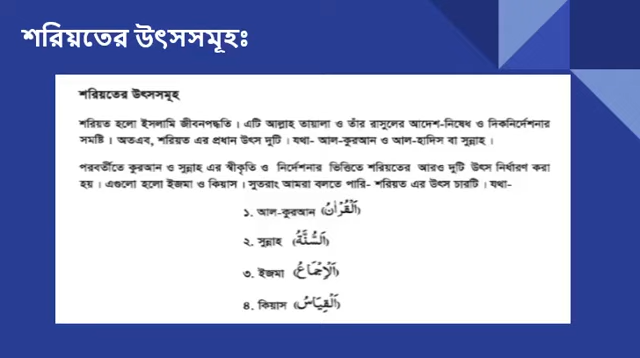 শরিয়তের উৎসসমূহঃ
শরিয়তের উৎসসমূহ
শরিয়ত হলো ইসলামি জীবনপদ্ধতি । এটি আল্লাহ তায়ালা ও তাঁর রাসুলের আদেশ-নিষেধ ও দিকনির্দেশনার
সমষ্টি । অতএব, শরিয়ত এর প্রধান উৎস দুটি । যথা- আল-কুরআন ও আল-হাদিস বা সুন্নাহ ।
পরবর্তীতে কুরআন ও সুন্নাহ এর স্বীকৃতি ও নির্দেশনার ভিত্তিতে শরিয়তের আরও দুটি উৎস নির্ধারণ করা
হয় । এগুলো হলো ইজমা ও কিয়াস । সুতরাং আমরা বলতে পারি- শরিয়ত এর উৎস চারটি । যথা-
১. আল-কুরআন (اَلْقُرْاٰنُ)
২. সুন্নাহ (اَلسُّنَّةُ)
৩. ইজমা (اَلْاِجْمَاعُ)
৪. কিয়াস (اَلْقِيَاسُ)